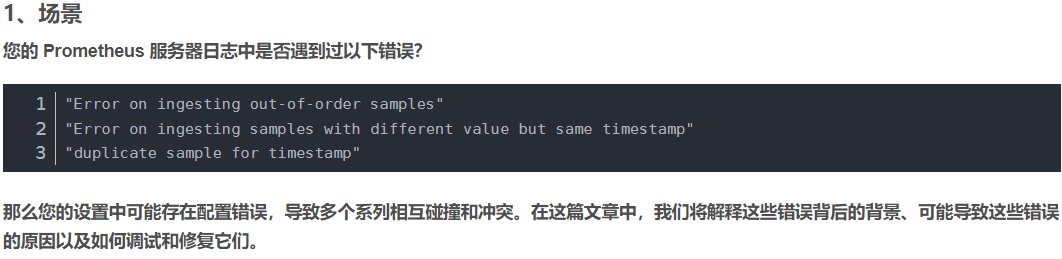 1、场景
您的 Prometheus 服务器日志中是否遇到过以下错误？
1 "Error on ingesting out-of-order samples"
2 "Error on ingesting samples with different value but same timestamp"
3 "duplicate sample for timestamp"
那么您的设置中可能存在配置错误，导致多个系列相互碰撞和冲突。在这篇文章中，我们将解释这些错误背后的背景、可能导致这些错误
的原因以及如何调试和修复它们。